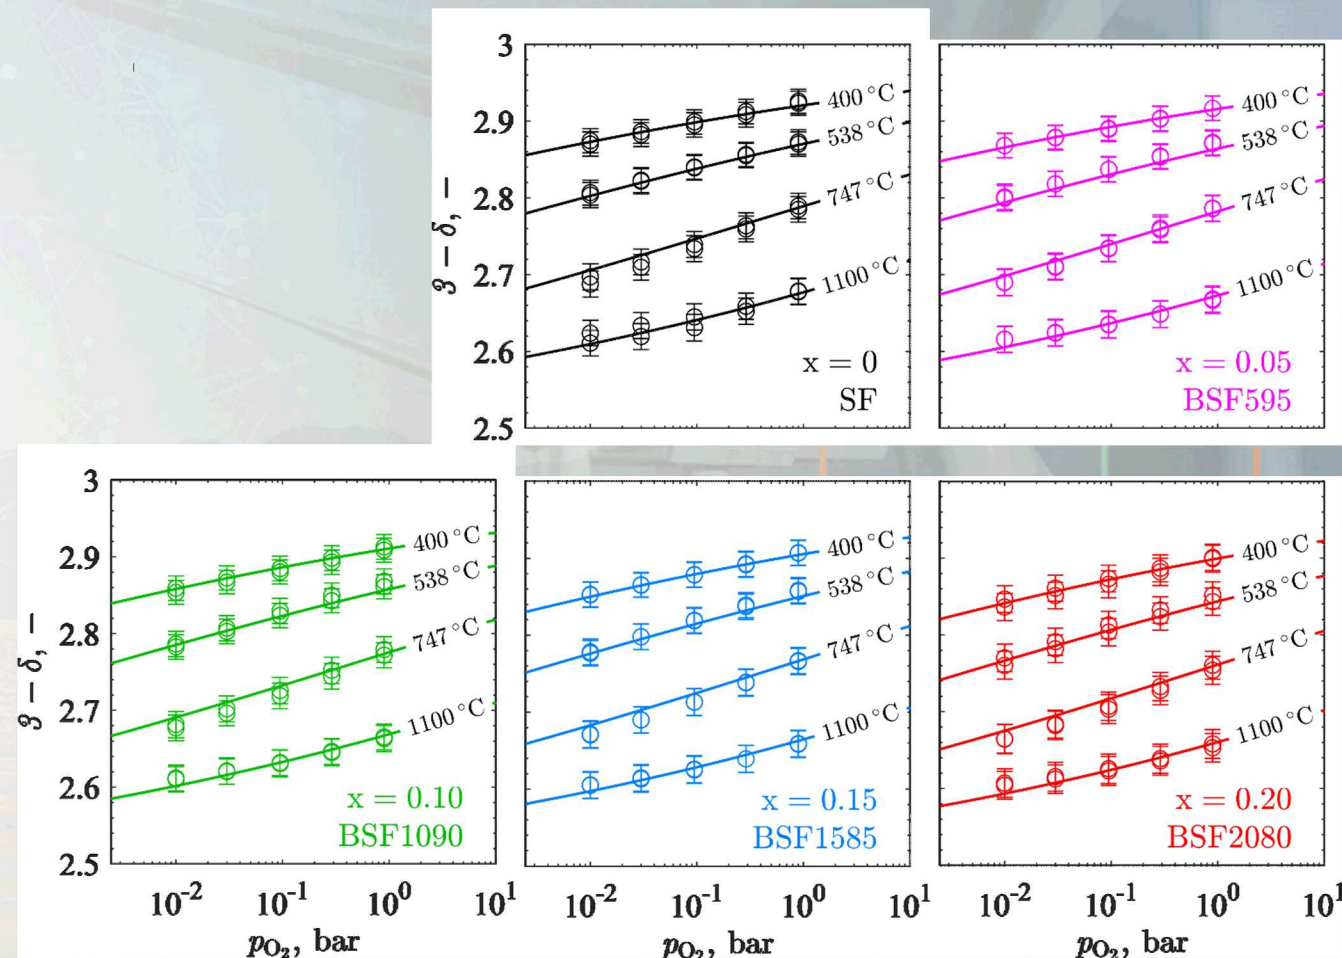 3
2.9
2.8
2.7
2.6
2.5
3 − δ, −
400 °C
538 °C
747 °C
1100 °C
x = 0
SF
400 °C
538 °C
747 °C
1100 °C
x = 0.05
BSF595
3
2.9
2.8
2.7
2.6
2.5
3 − δ, −
400 °C
538 °C
747 °C
1100 °C
x = 0.10
BSF1090
10⁻² 10⁻¹ 10⁰ 10¹
pO₂, bar
400 °C
538 °C
747 °C
1100 °C
x = 0.15
BSF1585
10⁻² 10⁻¹ 10⁰ 10¹
pO₂, bar
400 °C
538 °C
747 °C
1100 °C
x = 0.20
BSF2080
10⁻² 10⁻¹ 10⁰
pO₂, bar